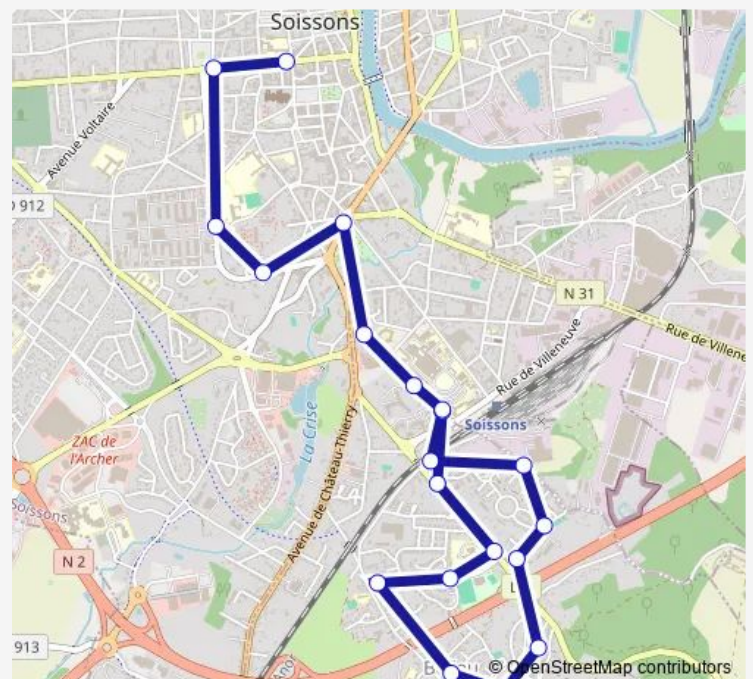 Soissons
Avenue Voltaire
D 912
N 31
Rue de Villeneuve
Rue de Villene
Soissons
La Crise
Avenue de Château-Thierry
ZAC de
l'Archer
Soissons
N 2
913
© OpenStreetMap contributors